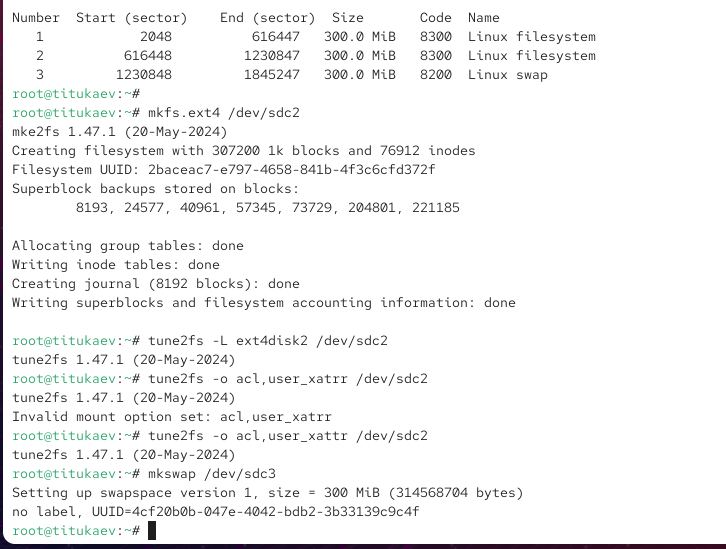 Number  Start (sector)    End (sector)  Size       Code  Name
   1            2048          616447   300.0 MiB   8300  Linux filesystem
   2          616448         1230847   300.0 MiB   8300  Linux filesystem
   3         1230848         1845247   300.0 MiB   8200  Linux swap
root@titukaev:~#
root@titukaev:~# mkfs.ext4 /dev/sdc2
mke2fs 1.47.1 (20-May-2024)
Creating filesystem with 307200 1k blocks and 76912 inodes
Filesystem UUID: 2baceac7-e797-4658-841b-4f3c6cfd372f
Superblock backups stored on blocks:
        8193, 24577, 40961, 57345, 73729, 204801, 221185

Allocating group tables: done
Writing inode tables: done
Creating journal (8192 blocks): done
Writing superblocks and filesystem accounting information: done

root@titukaev:~# tune2fs -L ext4disk2 /dev/sdc2
tune2fs 1.47.1 (20-May-2024)
root@titukaev:~# tune2fs -o acl,user_xatrr /dev/sdc2
tune2fs 1.47.1 (20-May-2024)
Invalid mount option set: acl,user_xatrr
root@titukaev:~# tune2fs -o acl,user_xattr /dev/sdc2
tune2fs 1.47.1 (20-May-2024)
root@titukaev:~# mkswap /dev/sdc3
Setting up swapspace version 1, size = 300 MiB (314568704 bytes)
no label, UUID=4cf20b0b-047e-4042-bdb2-3b33139c9c4f
root@titukaev:~#